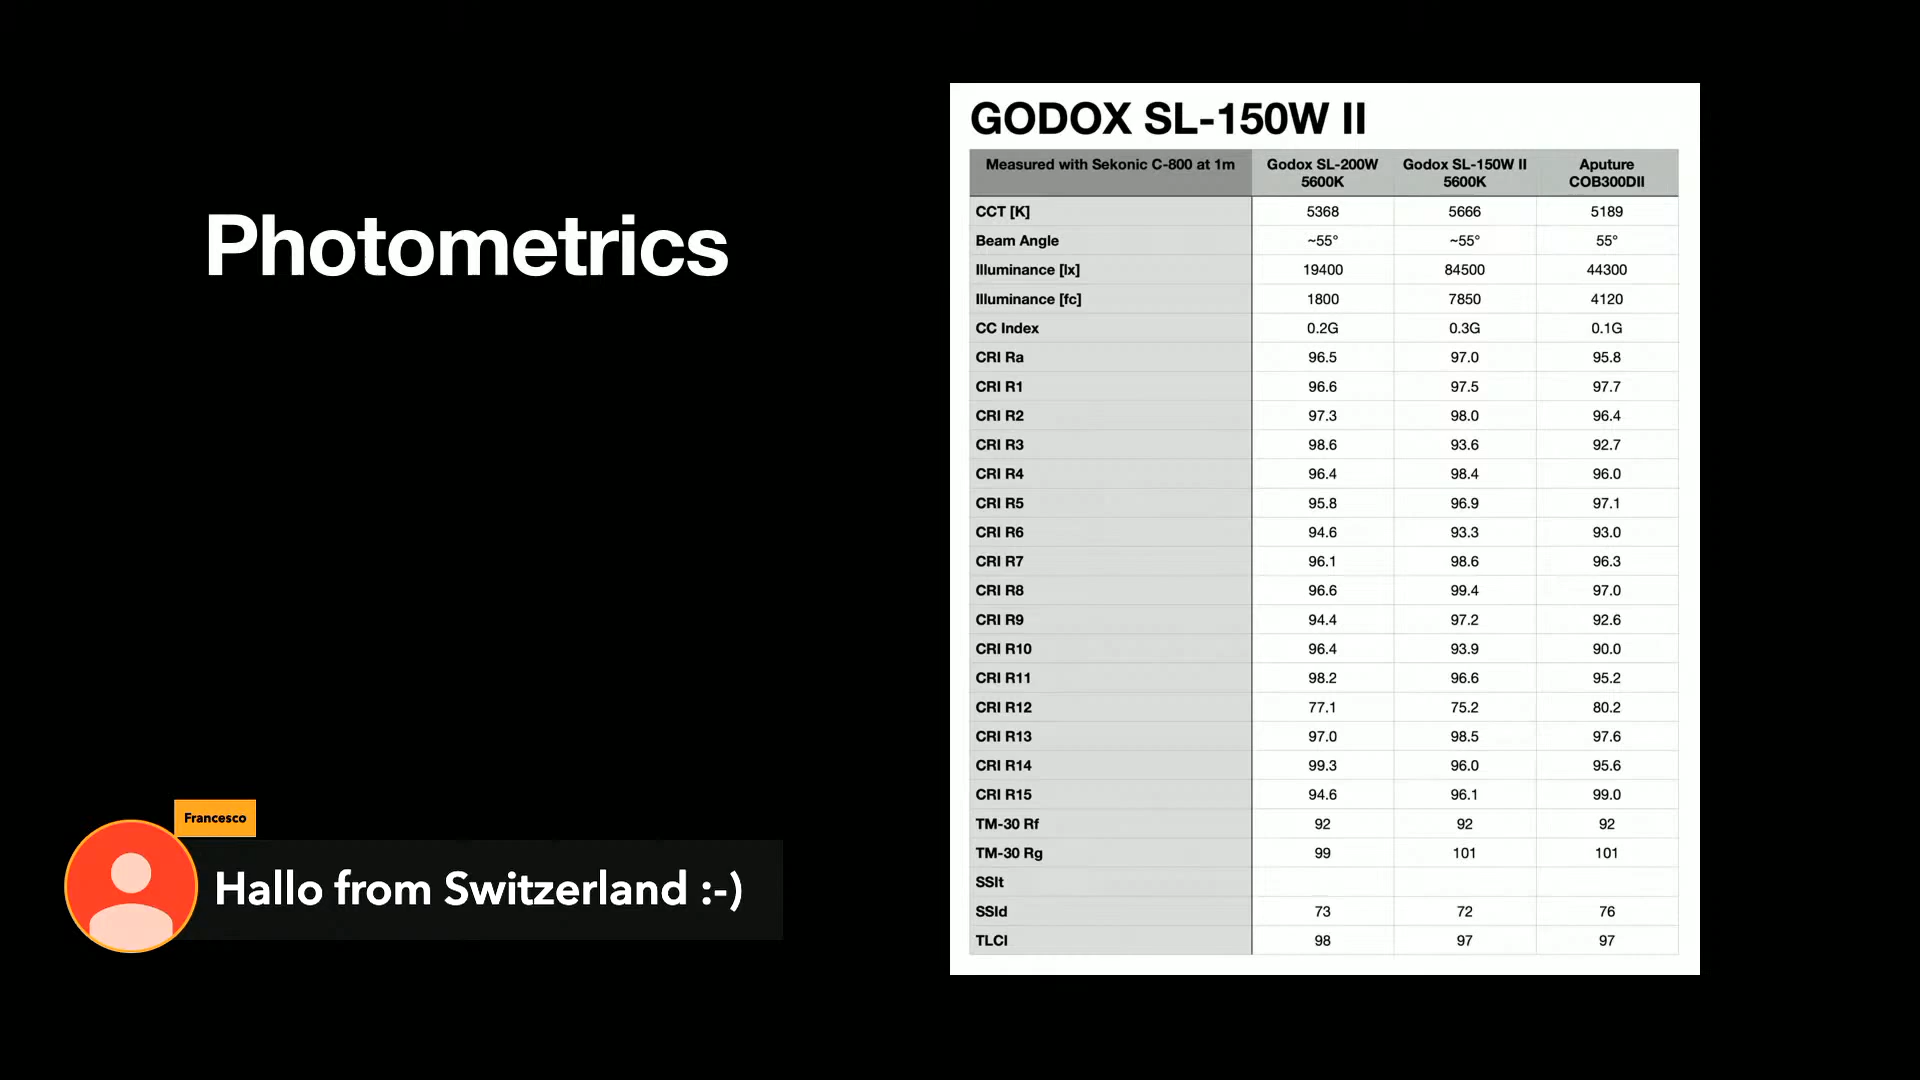 Photometrics
GODOX SL-150W II
Measured with Sekonic C-800 at 1m Godox SL-200W 5600K Godox SL-150W II 5600K Aputure COB300DII
CCT [K] 5368 5666 5189
Beam Angle ~55° ~55° 55°
Illuminance [lx] 19400 84500 44300
Illuminance [fc] 1800 7850 4120
CC Index 0.2G 0.3G 0.1G
CRI Ra 96.5 97.0 95.8
CRI R1 96.6 97.5 97.7
CRI R2 97.3 98.0 96.4
CRI R3 98.6 93.6 92.7
CRI R4 96.4 98.4 96.0
CRI R5 95.8 96.9 97.1
CRI R6 94.6 93.3 93.0
CRI R7 96.1 98.6 96.3
CRI R8 96.6 99.4 97.0
CRI R9 94.4 97.2 92.6
CRI R10 96.4 93.9 90.0
CRI R11 98.2 96.6 95.2
CRI R12 77.1 75.2 80.2
CRI R13 97.0 98.5 97.6
CRI R14 99.3 96.0 95.6
CRI R15 94.6 96.1 99.0
TM-30 Rf 92 92 92
TM-30 Rg 99 101 101
SSIt
SSId 73 72 76
TLCI 98 97 97
Francesco
Hallo from Switzerland :-)